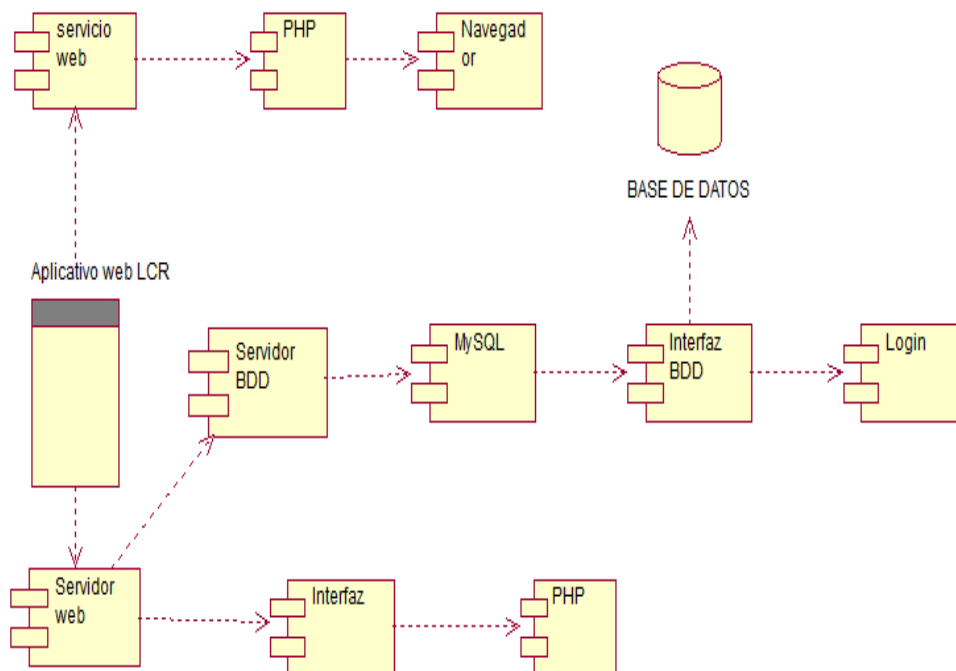 servicio
web
PHP
Navegad
or
BASE DE DATOS
Aplicativo web LCR
Servidor
BDD
MySQL
Interfaz
BDD
Login
Servidor
web
Interfaz
PHP